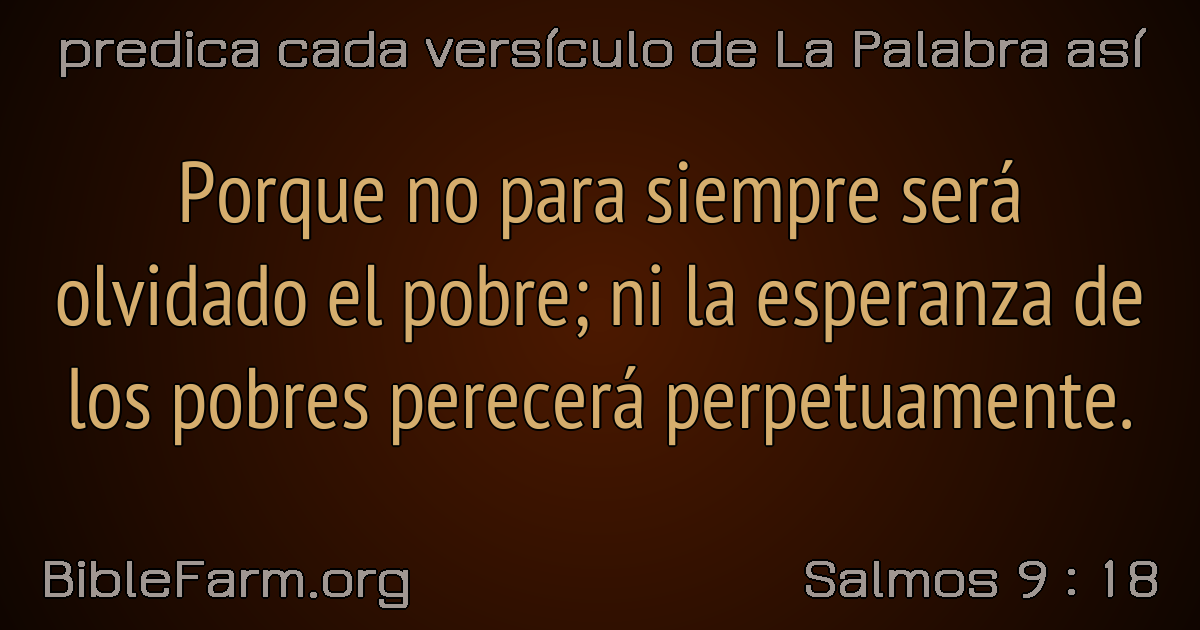 predica cada versículo de La Palabra así
Porque no para siempre será
olvidado el pobre; ni la esperanza de
los pobres perecerá perpetuamente.
BibleFarm.org
Salmos 9 : 18